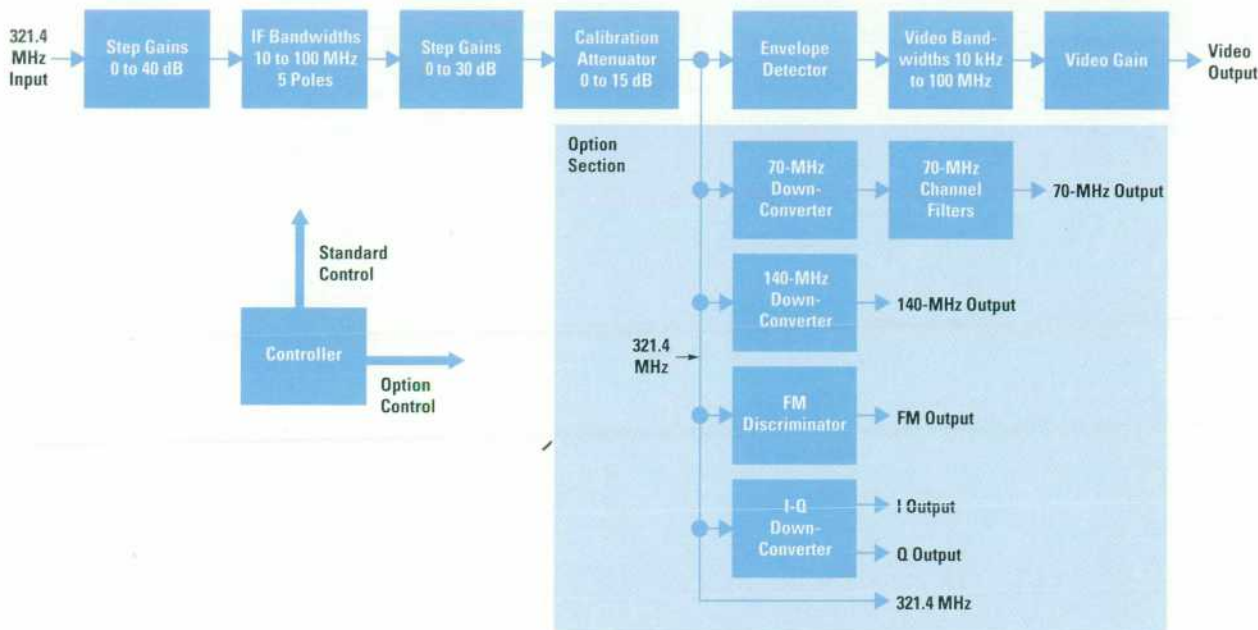 321.4
MHz
Input
Step Gains
0 to 40 dB
IF Bandwidths
10 to 100 MHz
5 Poles
Step Gains
0 to 30 dB
Calibration
Attenuator
0 to 15 dB
Envelope
Detector
Video Band-
widths 10 kHz
to 100 MHz
Video Gain
Video
Output
Option
Section
70-MHz
Down-
Converter
70-MHz
Channel
Filters
70-MHz Output
Standard
Control
Controller
Option
Control
140-MHz
Down-
Converter
140-MHz Output
321.4
MHz
FM
Discriminator
FM Output
I-Q
Down-
Converter
I Output
Q Output
321.4 MHz